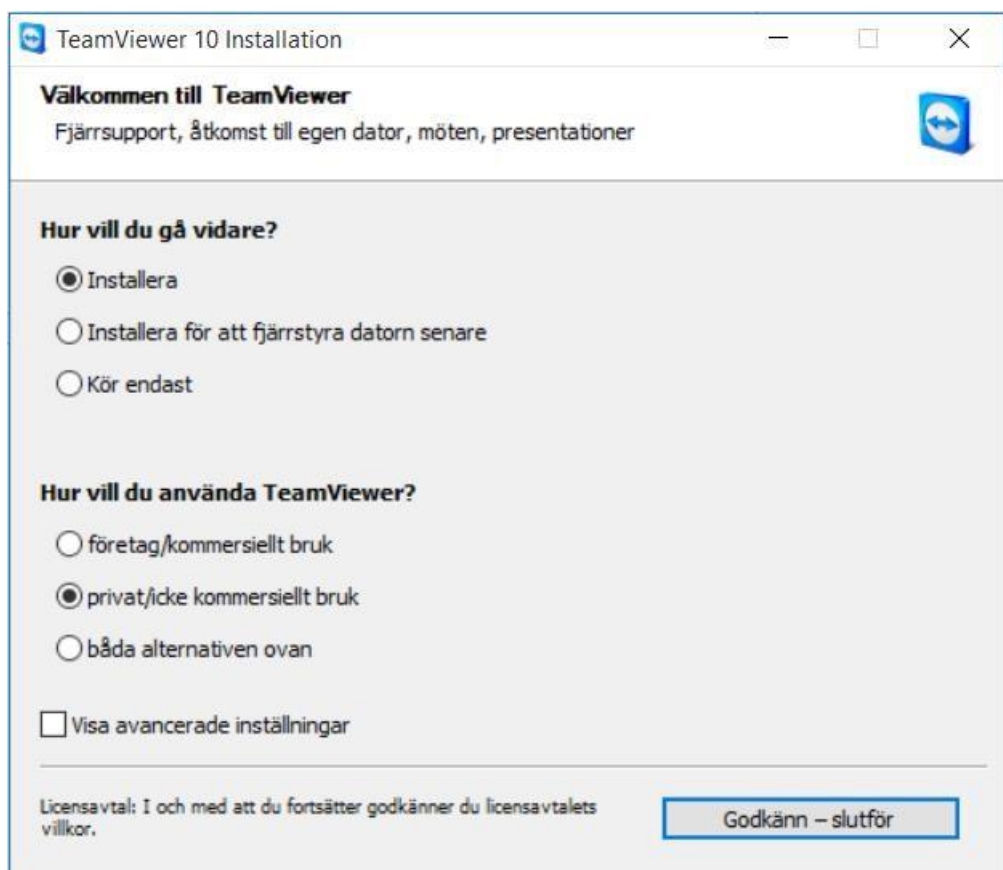 TeamViewer 10 Installation
Välkommen till TeamViewer
Fjärrsupport, åtkomst till egen dator, möten, presentationer
Hur vill du gå vidare?
Installera
Installera för att fjärrstyra datorn senare
Kör endast
Hur vill du använda TeamViewer?
företag/kommersiellt bruk
privat/icke kommersiellt bruk
båda alternativen ovan
Visa avancerade inställningar
Licensavtal: I och med att du fortsätter godkänner du licensavtalets
villkor.
Godkänn – slutför